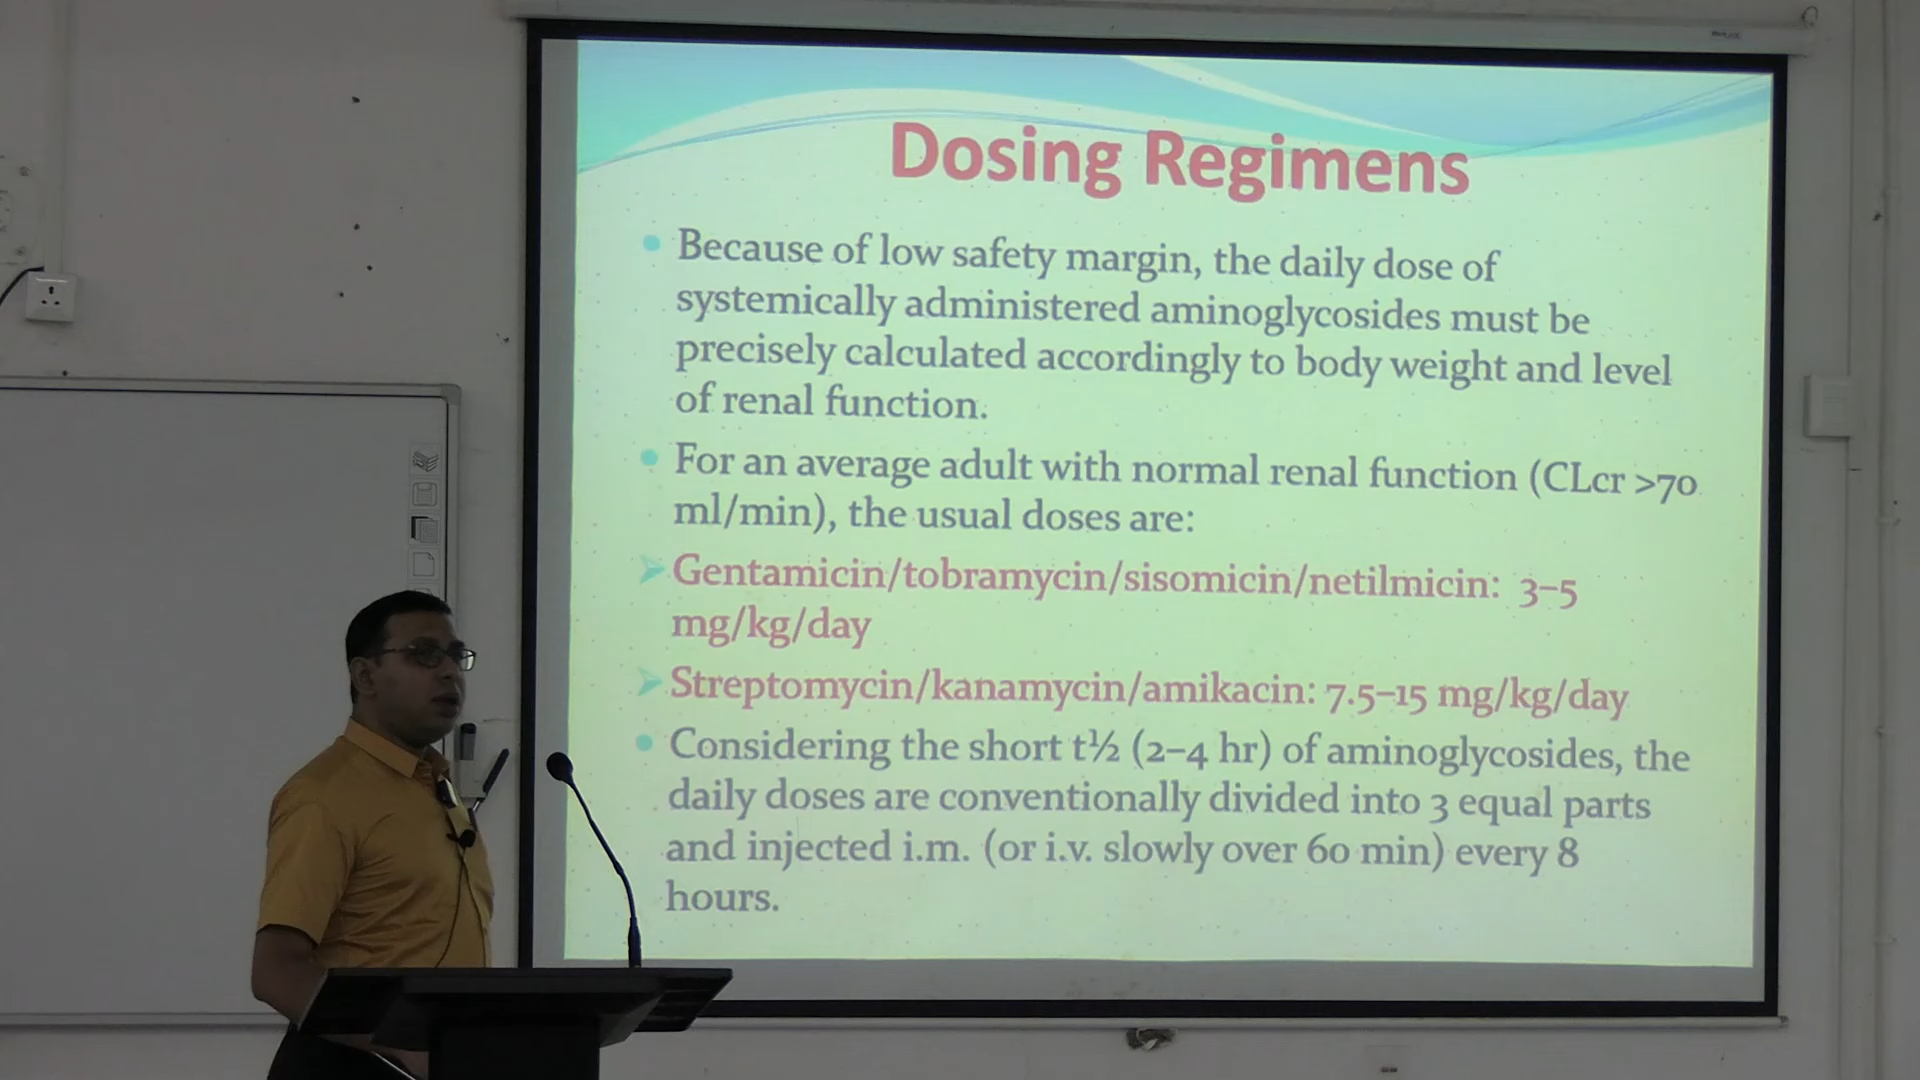 Dosing Regimens
Because of low safety margin, the daily dose of
systemically administered aminoglycosides must be
precisely calculated accordingly to body weight and level
of renal function.
For an average adult with normal renal function (CLcr >70
ml/min), the usual doses are:
Gentamicin/tobramycin/sisomicin/netilmicin: 3–5
mg/kg/day
Streptomycin/kanamycin/amikacin: 7.5–15 mg/kg/day
Considering the short t½ (2–4 hr) of aminoglycosides, the
daily doses are conventionally divided into 3 equal parts
and injected i.m. (or i.v. slowly over 60 min) every 8
hours.